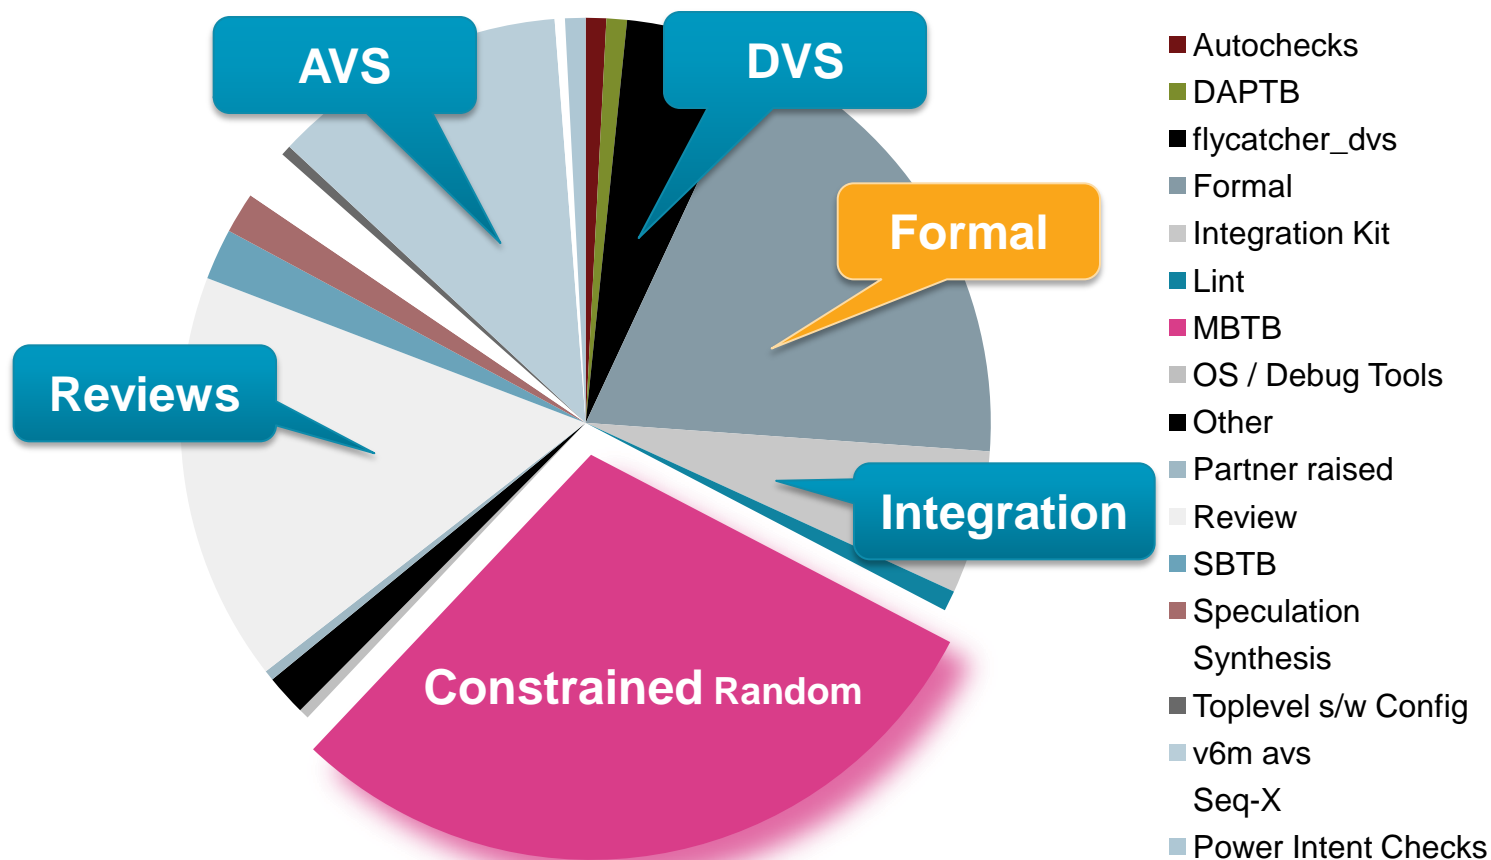 AVS
DVS
Formal
Reviews
Integration
Constrained Random
Autochecks
DAPTB
flycatcher_dvs
Formal
Integration Kit
Lint
MBTB
OS / Debug Tools
Other
Partner raised
Review
SBTB
Speculation
Synthesis
Toplevel s/w Config
v6m avs
Seq-X
Power Intent Checks